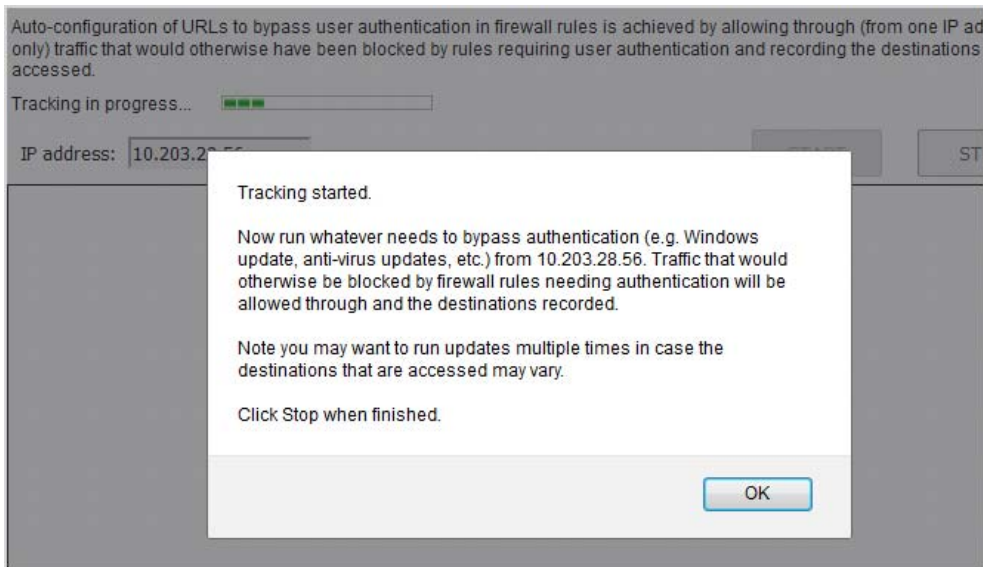 Auto-configuration of URLs to bypass user authentication in firewall rules is achieved by allowing through (from one IP ad
only) traffic that would otherwise have been blocked by rules requiring user authentication and recording the destinations
accessed.
Tracking in progress...
IP address: 10.203.28.56 START ST
Tracking started.
Now run whatever needs to bypass authentication (e.g. Windows
update, anti-virus updates, etc.) from 10.203.28.56. Traffic that would
otherwise be blocked by firewall rules needing authentication will be
allowed through and the destinations recorded.
Note you may want to run updates multiple times in case the
destinations that are accessed may vary.
Click Stop when finished.
OK